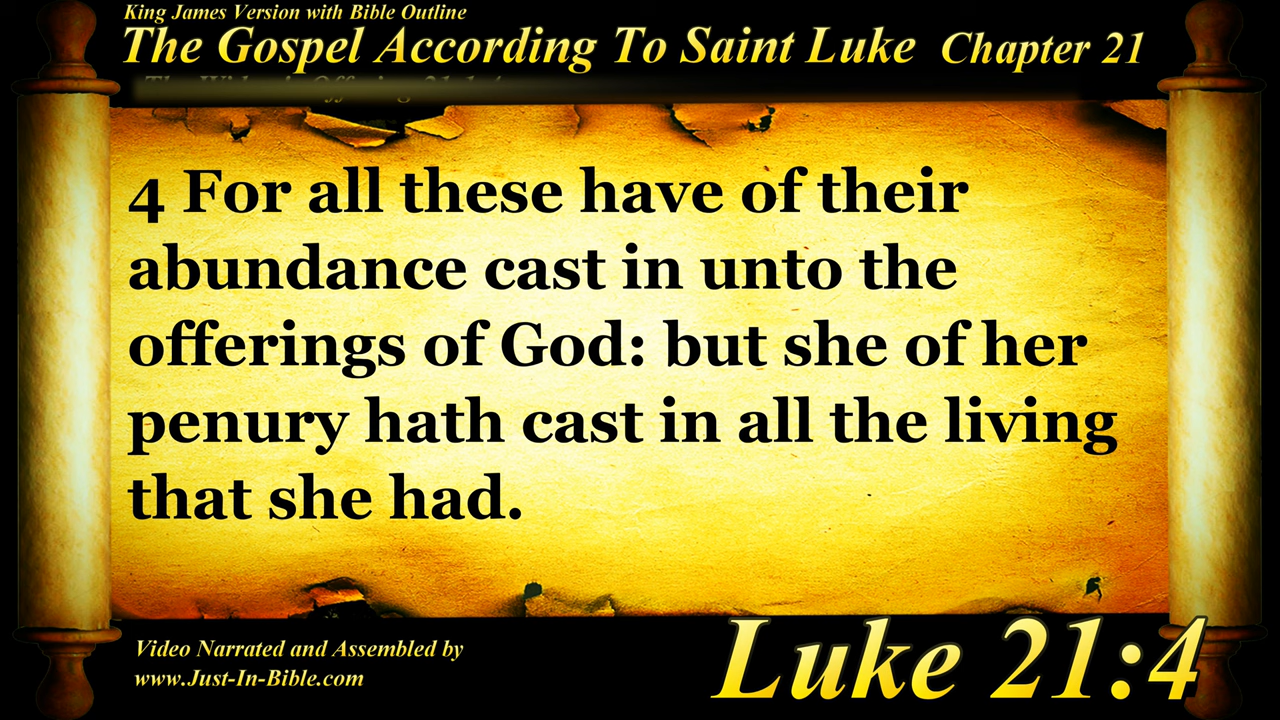 King James Version with Bible Outline
The Gospel According To Saint Luke Chapter 21
4 For all these have of their
abundance cast in unto the
offerings of God: but she of her
penury hath cast in all the living
that she had.
Video Narrated and Assembled by
www.Just-In-Bible.com
Luke 21:4